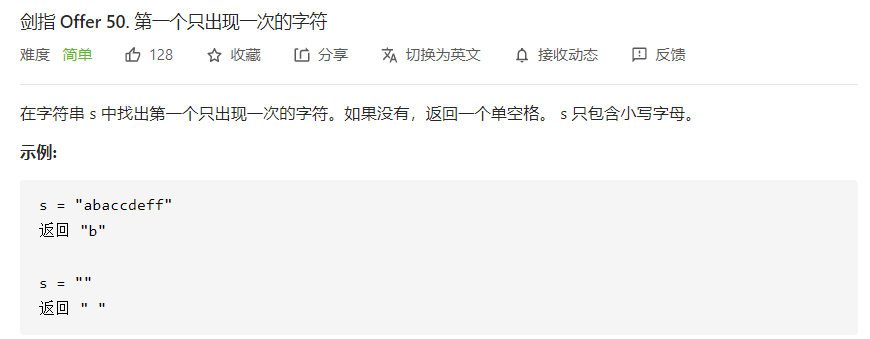 剑指 Offer 50. 第一个只出现一次的字符
难度 简单 128 收藏 分享 切换为英文 接收动态 反馈
在字符串 s 中找出第一个只出现一次的字符。如果没有，返回一个单空格。 s 只包含小写字母。
示例:
s = "abaccdeff"
返回 "b"
s = ""
返回 " "